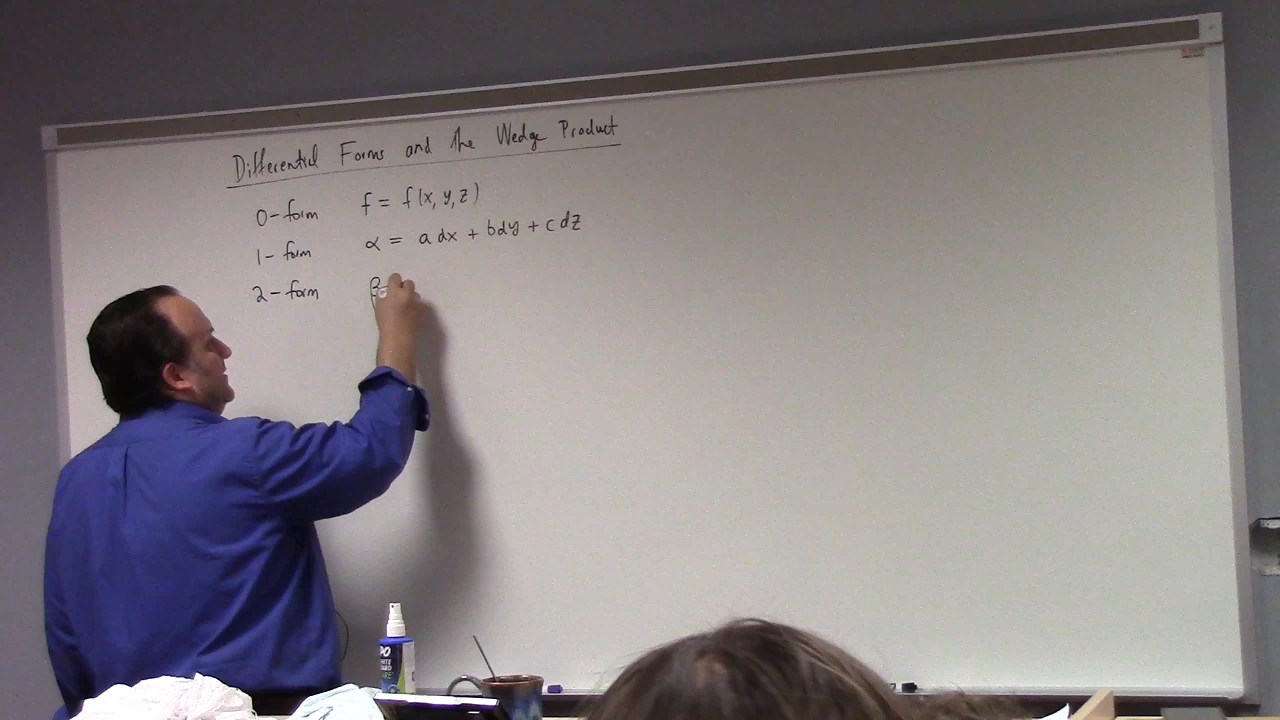 Differential Forms and the Wedge Product
0-form f = f(x, y, z)
1-form α = a dx + b dy + c dz
2-form β